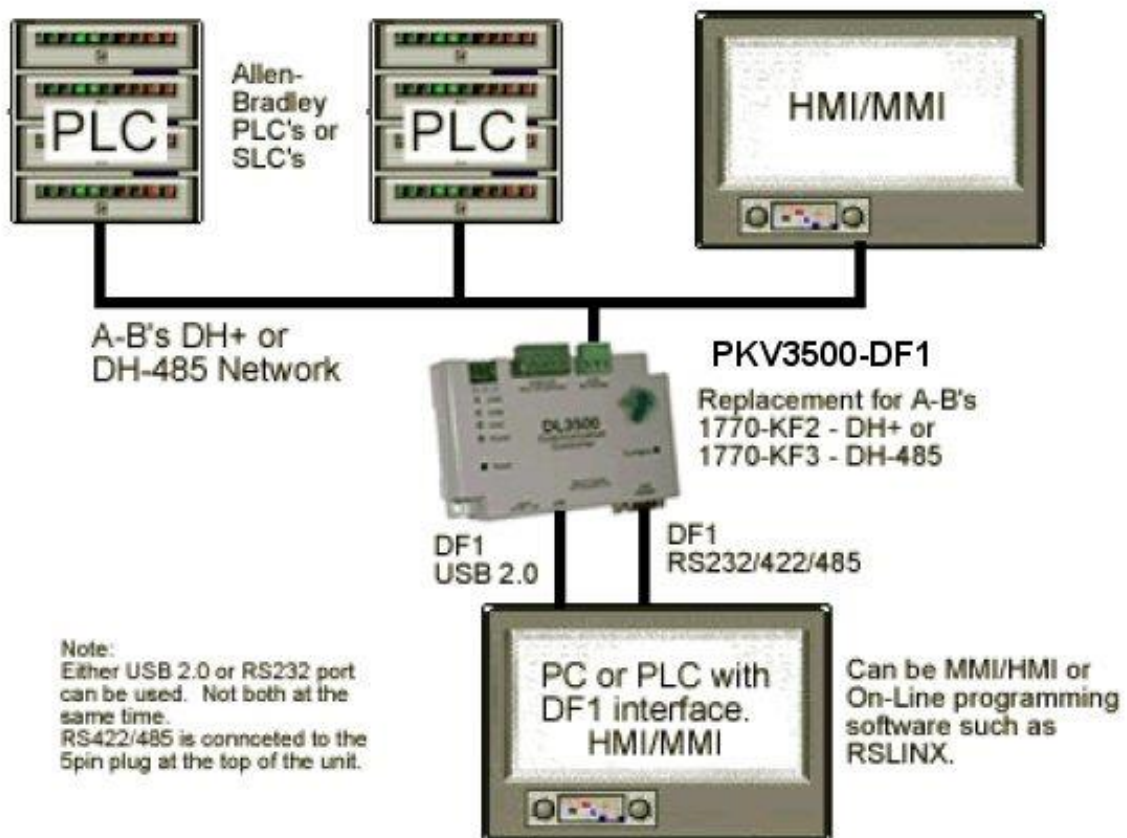 PLC
Allen-
Bradley
PLC's or
SLC's
PLC
HMI/MMI
A-B's DH+ or
DH-485 Network
PKV3500-DF1
Replacement for A-B's
1770-KF2 - DH+ or
1770-KF3 - DH-485
DL3500
DF1
USB 2.0
DF1
RS232/422/485
Note:
Either USB 2.0 or RS232 port
can be used. Not both at the
same time.
RS422/485 is connceted to the
5pin plug at the top of the unit.
PC or PLC with
DF1 interface.
HMI/MMI
Can be MMI/HMI or
On-Line programming
software such as
RSLINX.